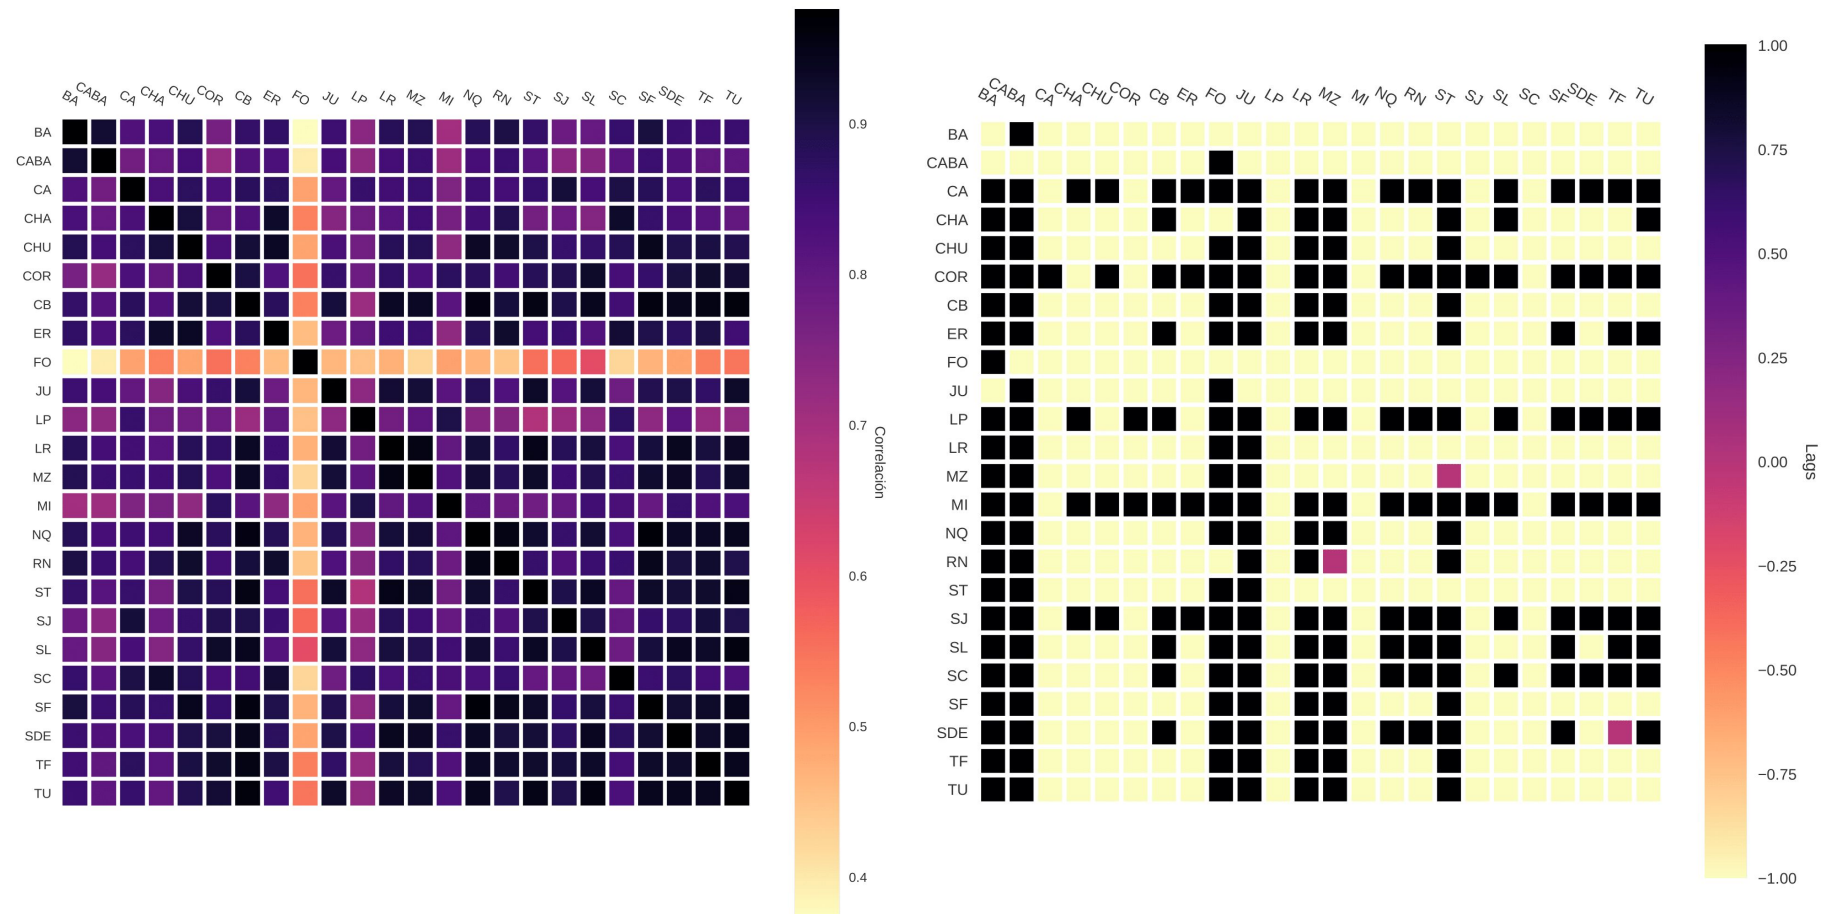 BA CABA CA CHA CHU COR CB ER FO JU LP LR MZ MI NQ RN ST SJ SL SC SF SDE TF TU
BA
CABA
CA
CHA
CHU
COR
CB
ER
FO
JU
LP
LR
MZ
MI
NQ
RN
ST
SJ
SL
SC
SF
SDE
TF
TU
0.9
0.8
0.7
0.6
0.5
0.4
Correlación
BA CABA CA CHA CHU COR CB ER FO JU LP LR MZ MI NQ RN ST SJ SL SC SF SDE TF TU
BA
CABA
CA
CHA
CHU
COR
CB
ER
FO
JU
LP
LR
MZ
MI
NQ
RN
ST
SJ
SL
SC
SF
SDE
TF
TU
1.00
0.75
0.50
0.25
0.00
−0.25
−0.50
−0.75
−1.00
Lags